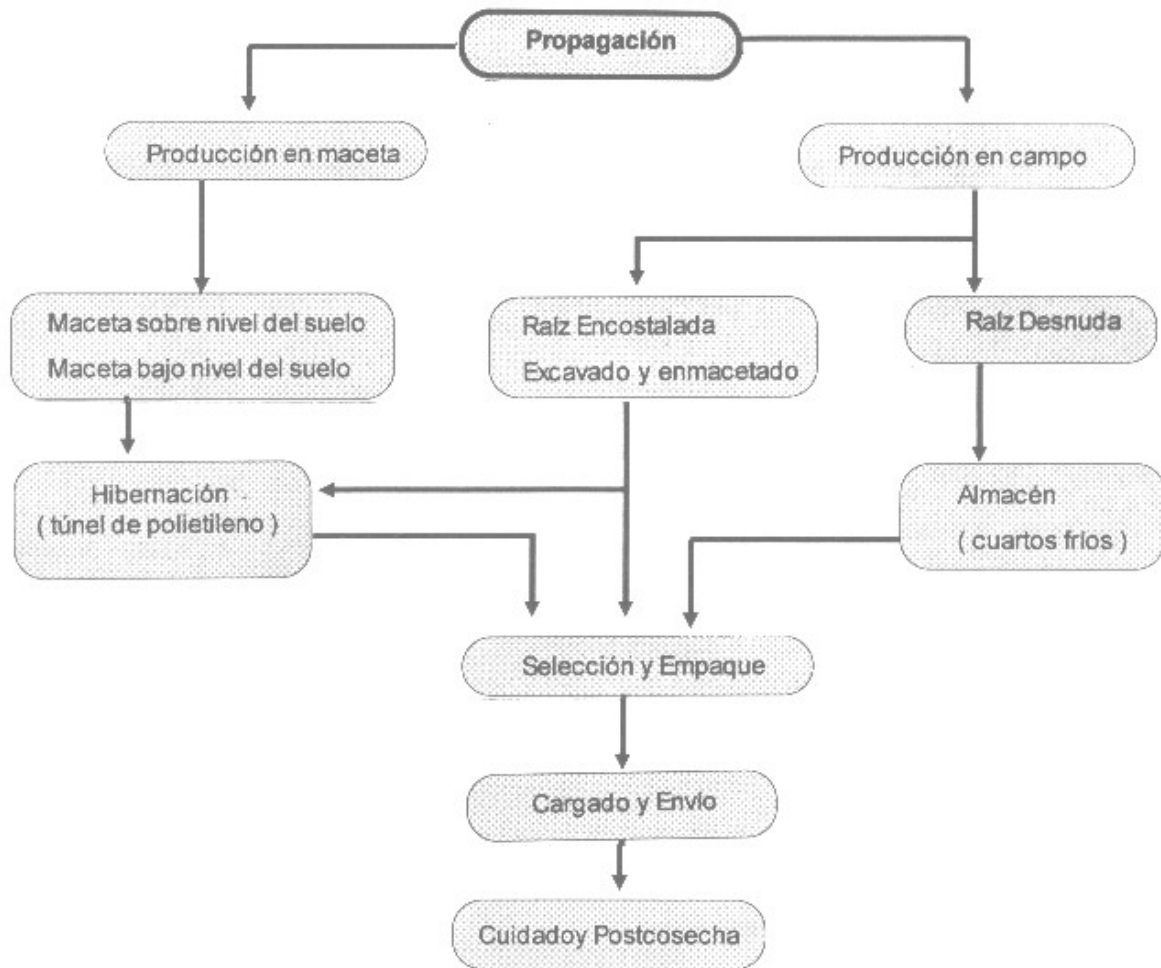 Propagación
Producción en maceta
Producción en campo
Maceta sobre nivel del suelo
Maceta bajo nivel del suelo
Raíz Encostalada
Excavado y enmacetado
Raíz Desnuda
Hibernación
( túnel de polietileno )
Almacén
( cuartos fríos )
Selección y Empaque
Cargado y Envío
Cuidadoy Postcosecha